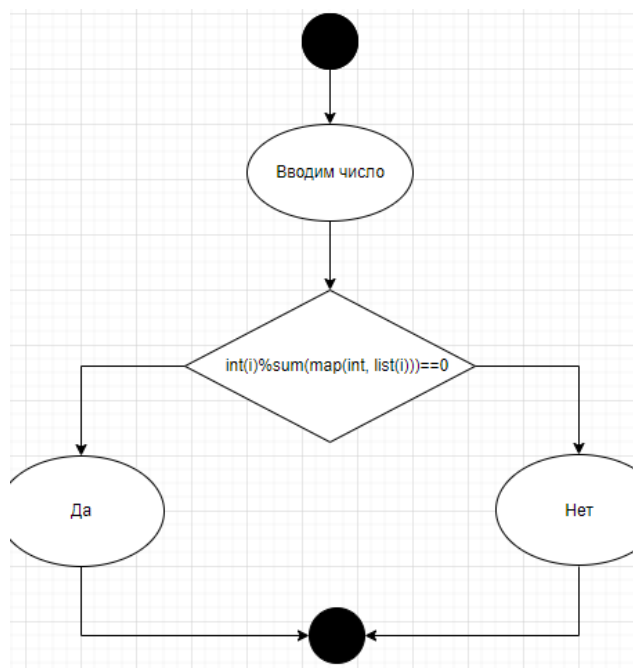 Вводим число
int(i)%sum(map(int, list(i)))==0
Да
Нет